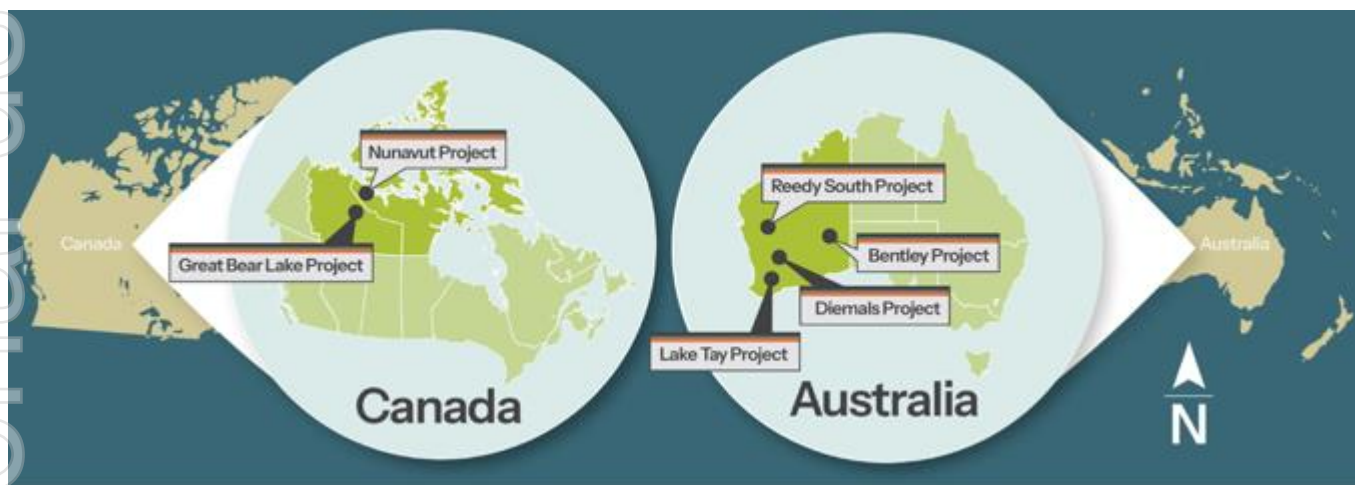 Canada
Nunavut Project
Great Bear Lake Project
Canada
Reedy South Project
Bentley Project
Diemals Project
Lake Tay Project
Australia
Australia
N